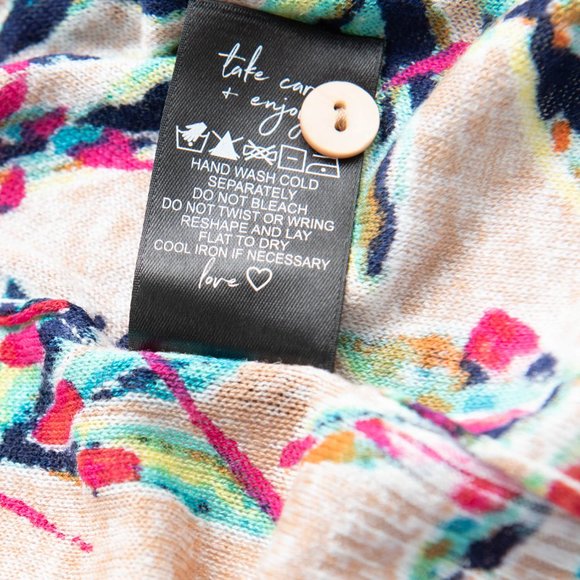 take
+ enjoy
HAND WASH COLD
SEPARATELY
DO NOT BLEACH
DO NOT TWIST OR WRING
RESHAPE AND LAY
FLAT TO DRY
COOL IRON IF NECESSARY
love ♡